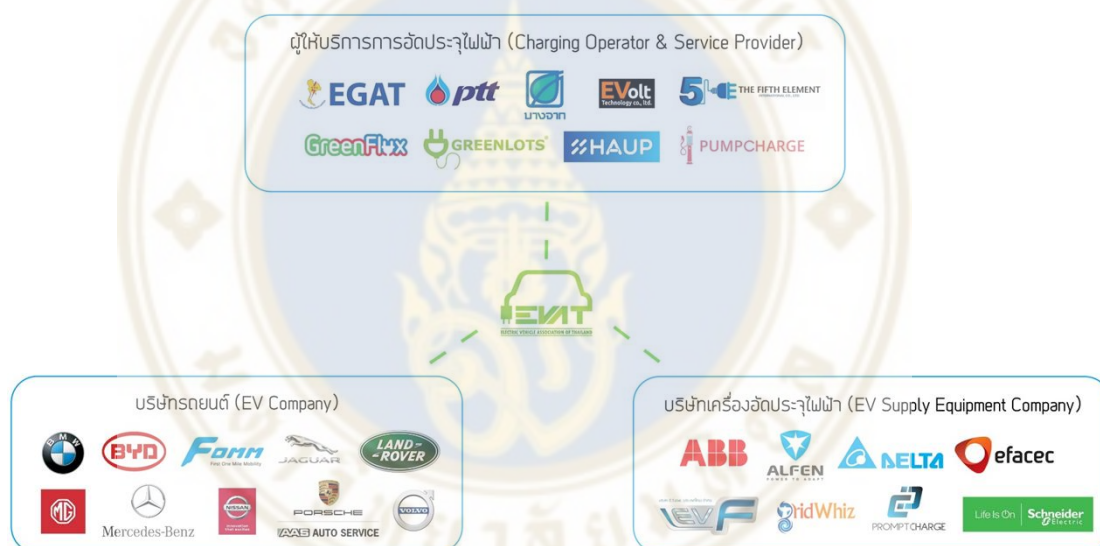 ผู้ให้บริการการอัดประจุไฟฟ้า (Charging Operator & Service Provider)
EGAT ptt บางจาก EVolt Technology co., ltd. 5 THE FIFTH ELEMENT
GreenFlux GREENLOTS HAUP PUMPCHARGE
EVAT
ELECTRIC VEHICLE ASSOCIATION OF THAILAND
บริษัทรถยนต์ (EV Company)
BMW BYD FOMM First One Mile Mobility JAGUAR LAND ROVER
MG Mercedes-Benz NISSAN PORSCHE AAS AUTO SERVICE VOLVO
บริษัทเครื่องอัดประจุไฟฟ้า (EV Supply Equipment Company)
ABB ALFEN POWER TO ADAPT DELTA efacec
EVF GridWhiz PROMPTCHARGE Life Is On Schneider Electric